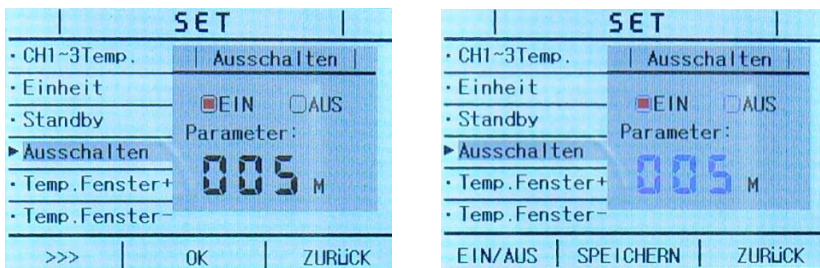 SET
· CH1~3Temp.
· Einheit
· Standby
▶ Ausschalten
· Temp.Fenster+
· Temp.Fenster-
| Ausschalten |
EIN AUS
Parameter:
005 M
>>> | OK | ZURÜCK
SET
· CH1~3Temp.
· Einheit
· Standby
▶ Ausschalten
· Temp.Fenster+
· Temp.Fenster-
| Ausschalten |
EIN AUS
Parameter:
005 M
EIN/AUS | SPEICHERN | ZURÜCK